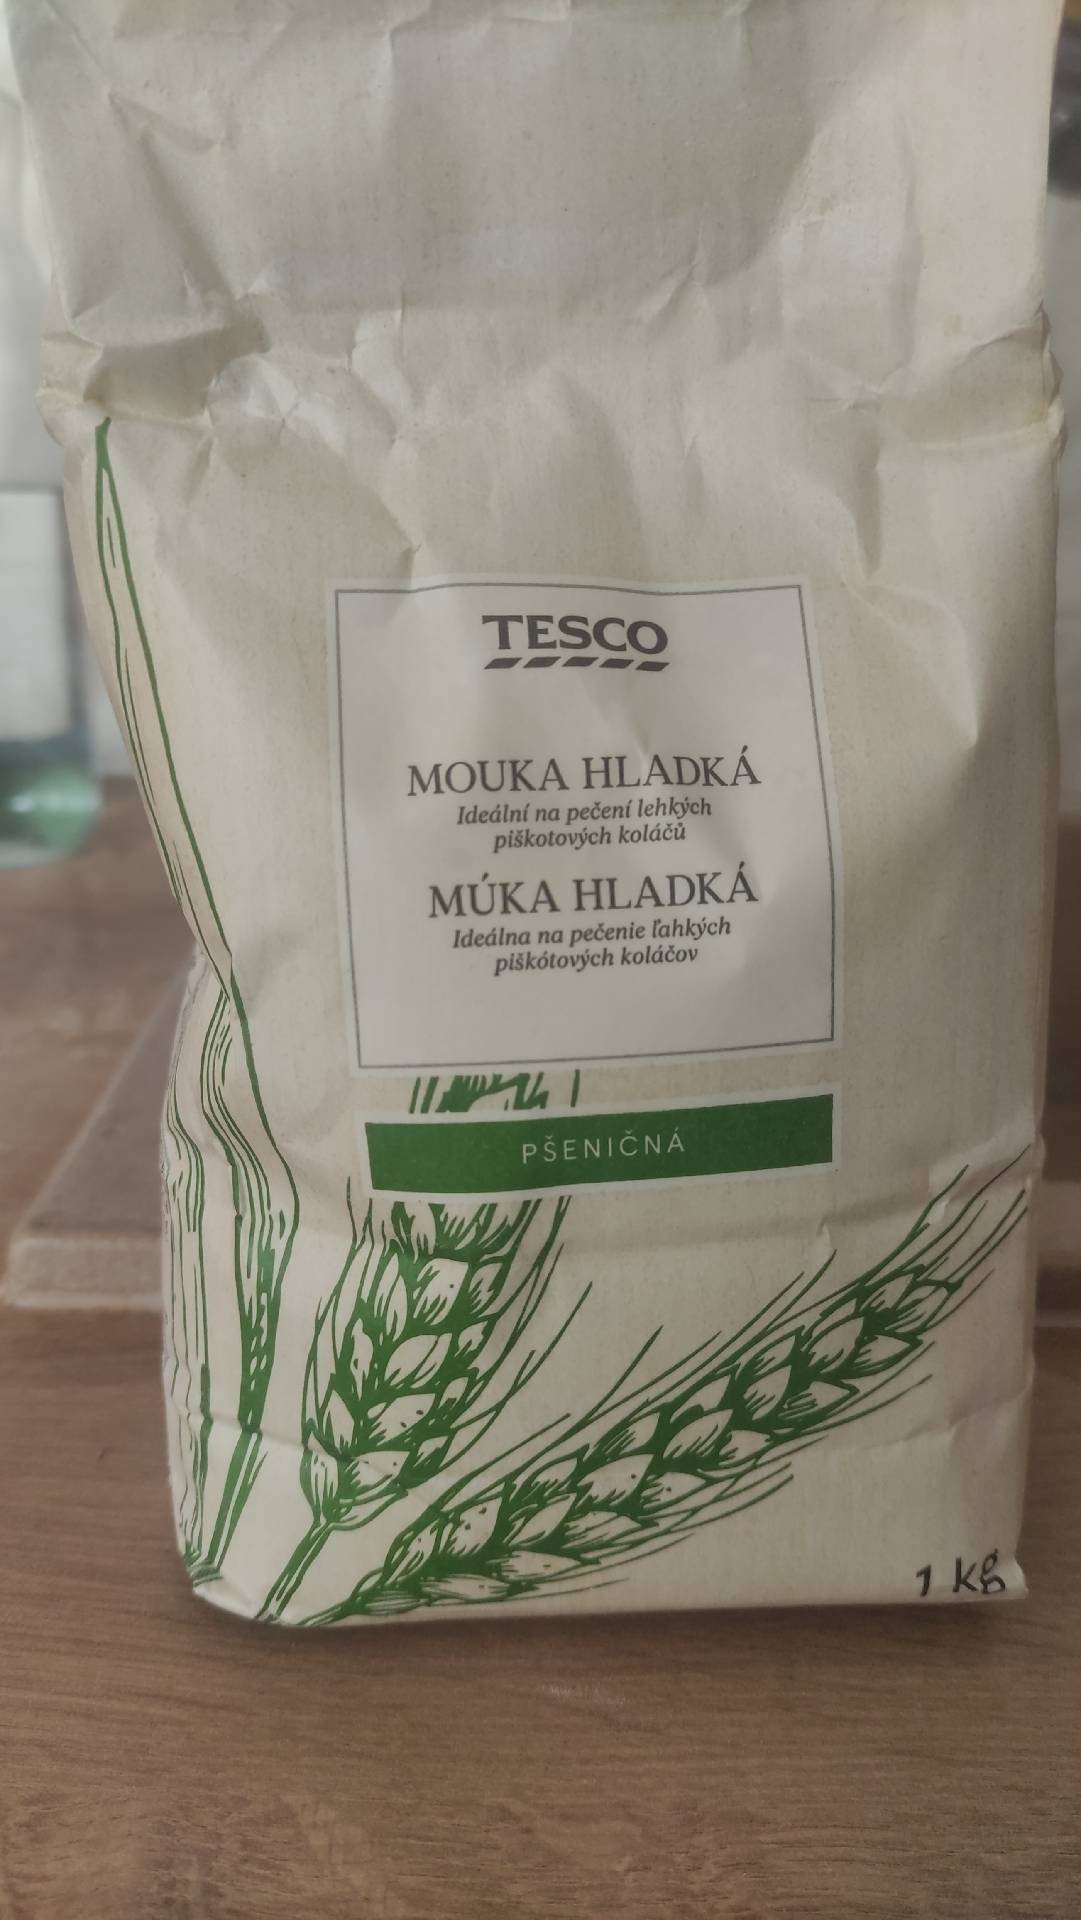 TESCO
MOUKA HLADKÁ
Ideální na pečení lehkých
piškotových koláčů
MÚKA HLADKÁ
Ideálna na pečenie ľahkých
piškótových koláčov
PŠENIČNÁ
1 kg